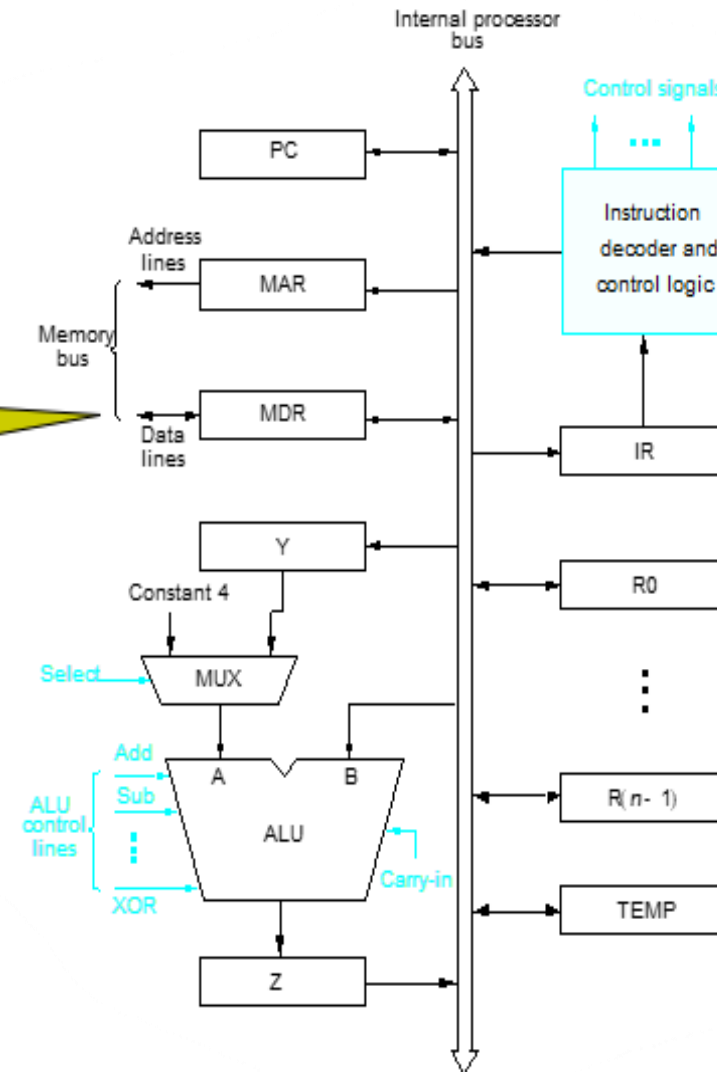 Internal processor
bus
Control signals
PC
Instruction
decoder and
control logic
Address
lines
MAR
Memory
bus
MDR
Data
lines
IR
Y
Constant 4
R0
Select
MUX
Add
A
B
Sub
R(n- 1)
ALU
control
lines
ALU
Carry-in
XOR
TEMP
Z